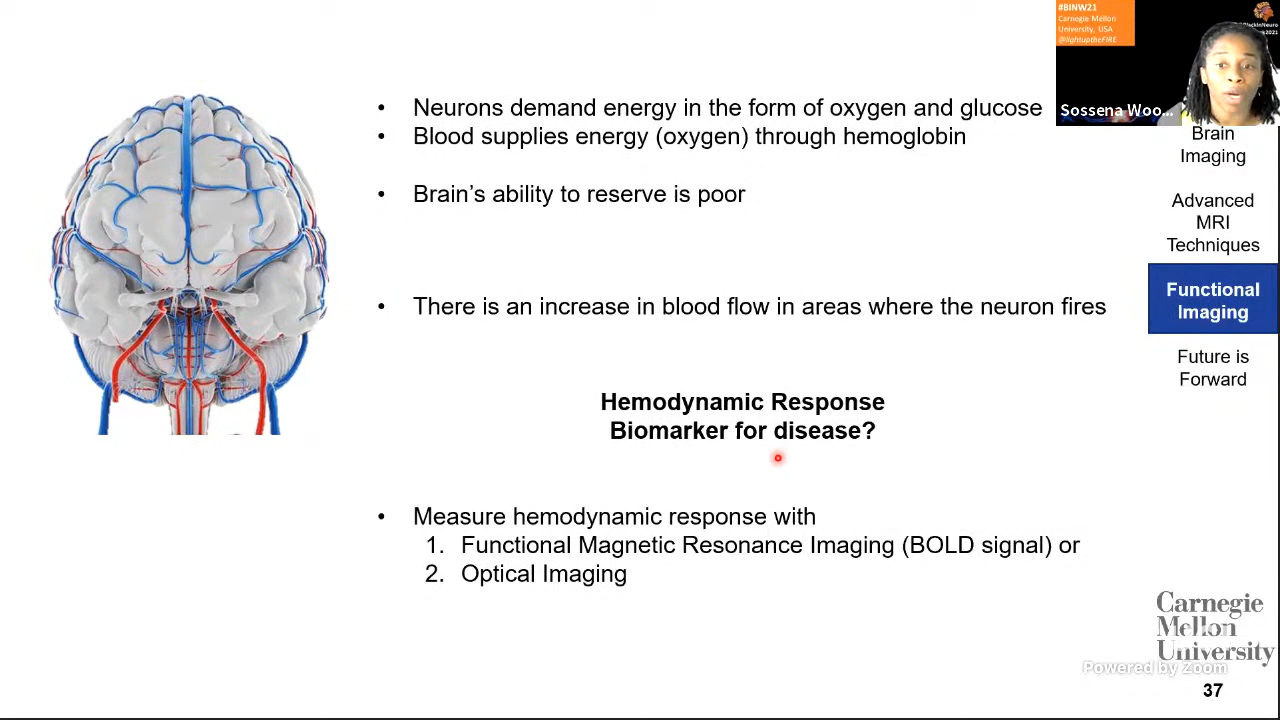 • Neurons demand energy in the form of oxygen and glucose
• Blood supplies energy (oxygen) through hemoglobin
• Brain's ability to reserve is poor
• There is an increase in blood flow in areas where the neuron fires
Hemodynamic Response
Biomarker for disease?
• Measure hemodynamic response with
1. Functional Magnetic Resonance Imaging (BOLD signal) or
2. Optical Imaging
#BINW21
Carnegie Mellon
University, USA
@lightuptheFIRE
Sossena Woo...
Brain
Imaging
Advanced
MRI
Techniques
Functional
Imaging
Future is
Forward
Carnegie
Mellon
University
Powered by Zoom
37